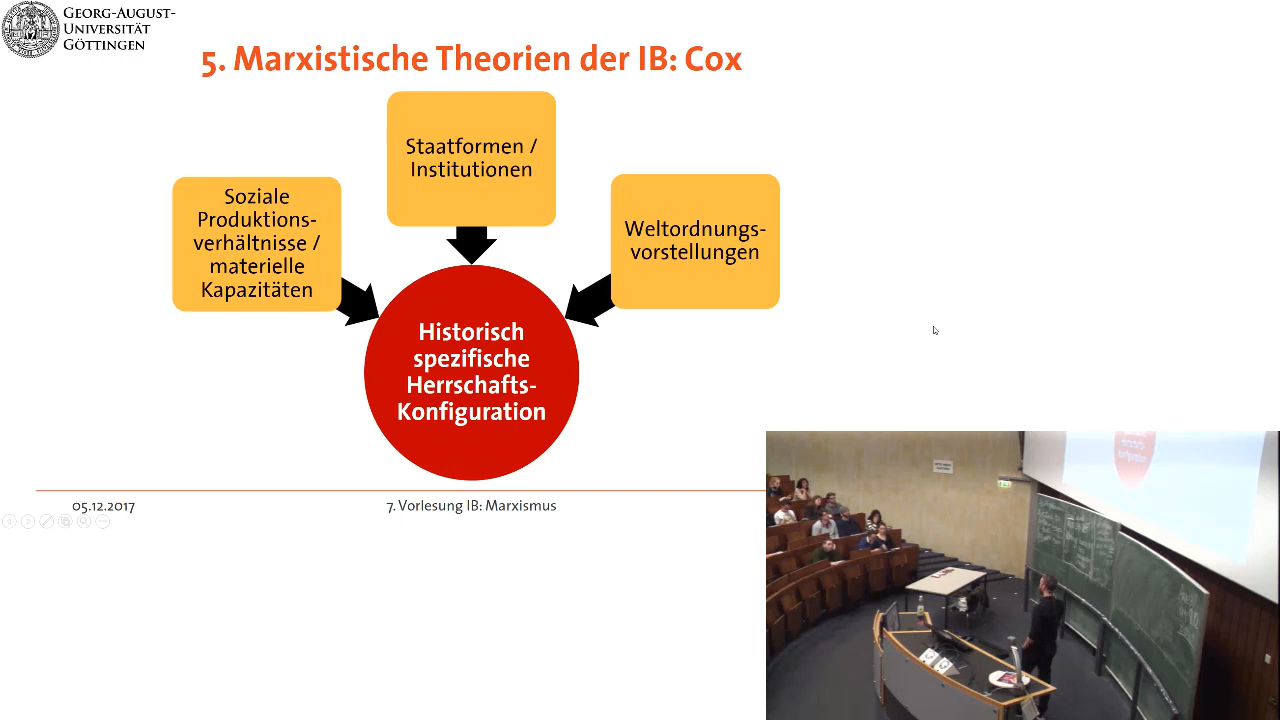 GEORG-AUGUST-
UNIVERSITÄT
GÖTTINGEN
5. Marxistische Theorien der IB: Cox
Staatformen /
Institutionen
Soziale
Produktions-
verhältnisse /
materielle
Kapazitäten
Weltordnungs-
vorstellungen
Historisch
spezifische
Herrschafts-
Konfiguration
05.12.2017
7. Vorlesung IB: Marxismus